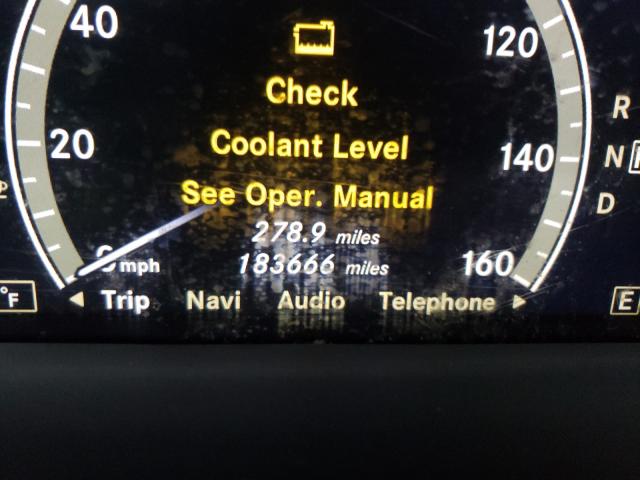 40
120
Check
20
Coolant Level
140
See Oper. Manual
278.9 miles
0 mph
183666 miles
160
Trip Navi Audio Telephone
R
N
D
°F
E